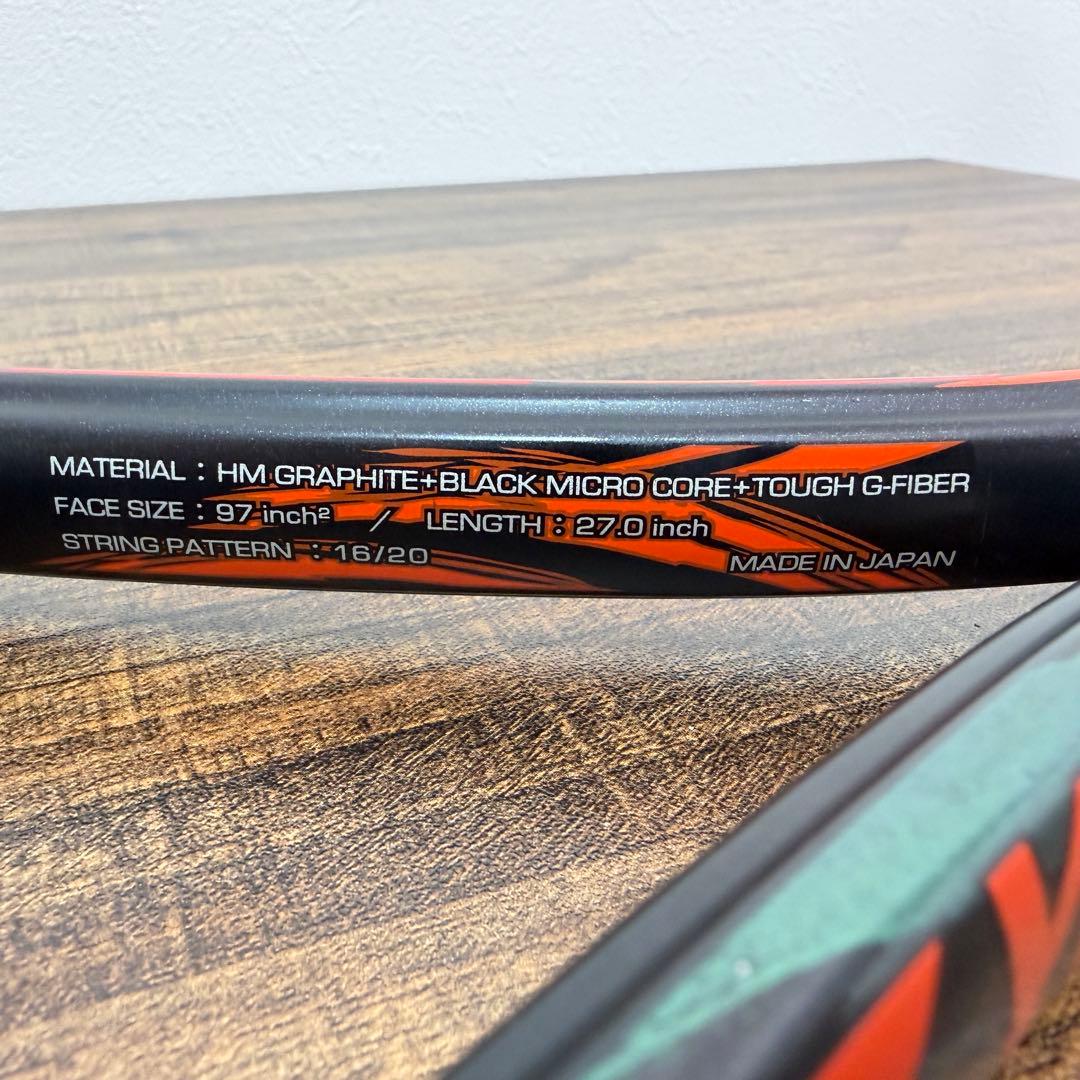 MATERIAL : HM GRAPHITE+BLACK MICRO CORE+TOUGH G-FIBER
FACE SIZE : 97 inch² / LENGTH : 27.0 inch
STRING PATTERN : 16/20 MADE IN JAPAN